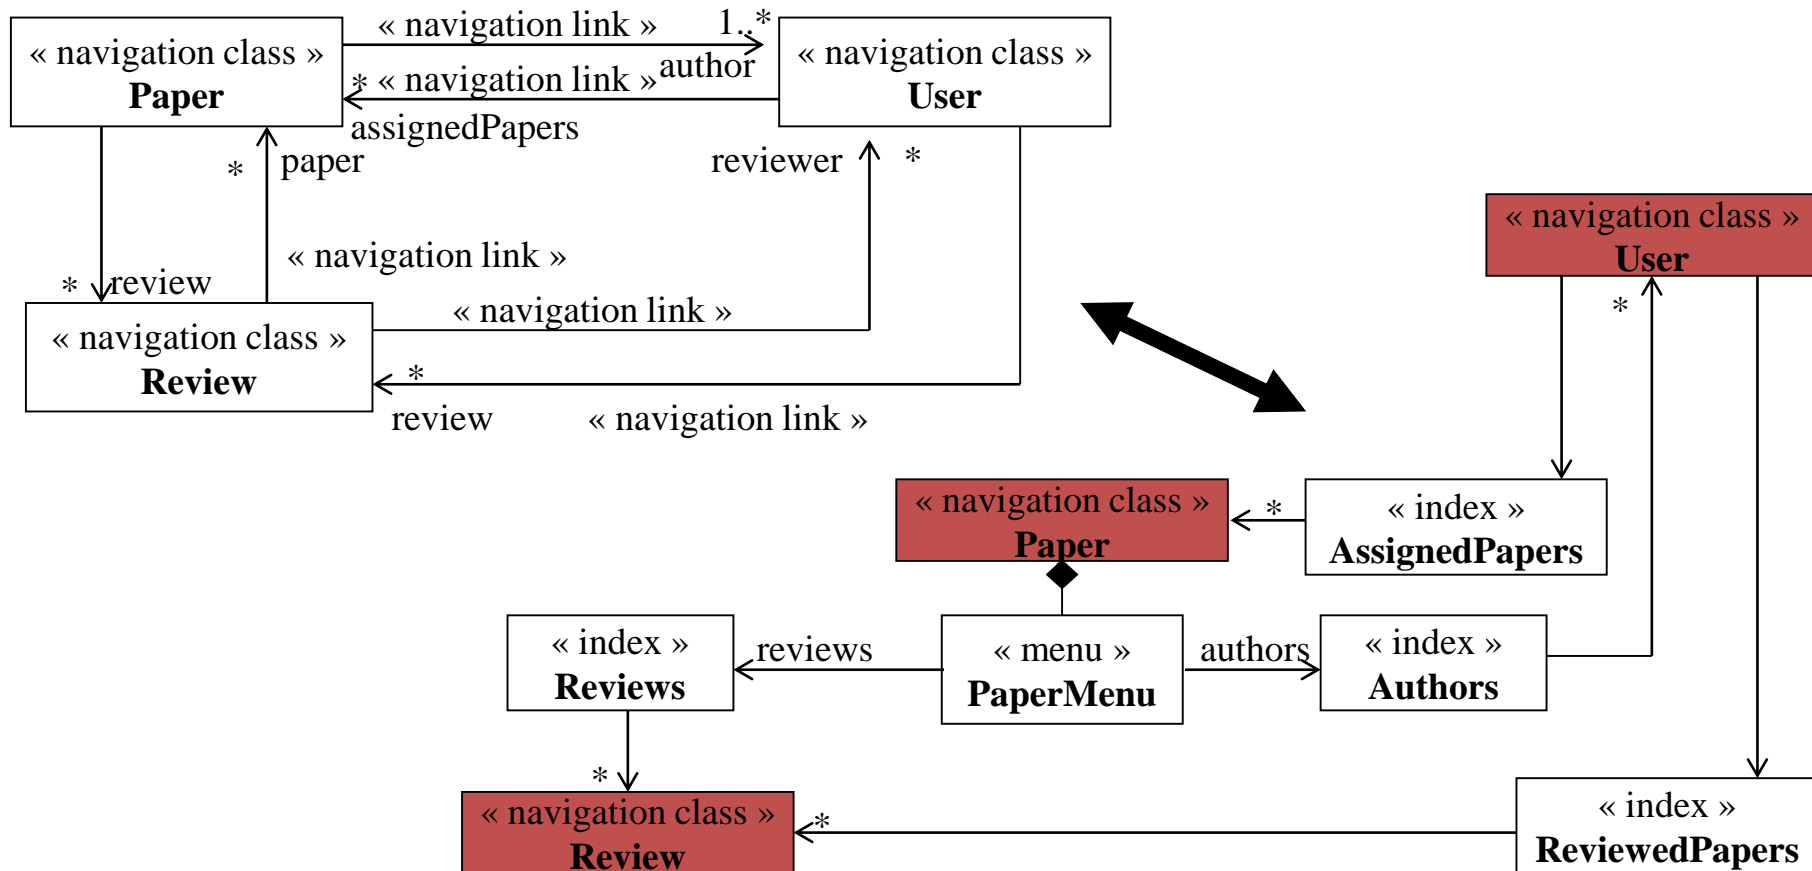 « navigation link »
1..*
« navigation class »
Paper
author
* « navigation link »
assignedPapers
« navigation class »
User
* paper
reviewer *
« navigation link »
* review
« navigation link »
« navigation class »
Review
*
review « navigation link »
« navigation class »
User
*
« navigation class »
Paper
*
« index »
AssignedPapers
« index »
Reviews
reviews
« menu »
PaperMenu
authors
« index »
Authors
*
« navigation class »
Review
*
« index »
ReviewedPapers